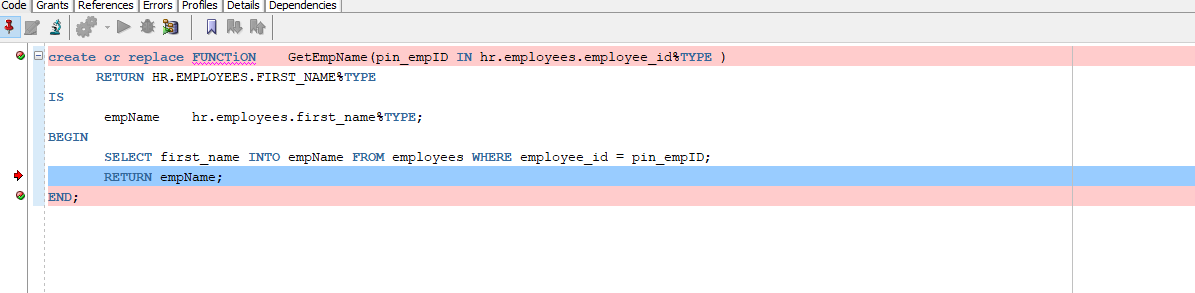 Code Grants References Errors Profiles Details Dependencies
create or replace FUNCTiON    GetEmpName(pin_empID IN hr.employees.employee_id%TYPE )
RETURN HR.EMPLOYEES.FIRST_NAME%TYPE
IS
empName    hr.employees.first_name%TYPE;
BEGIN
SELECT first_name INTO empName FROM employees WHERE employee_id = pin_empID;
RETURN empName;
END;